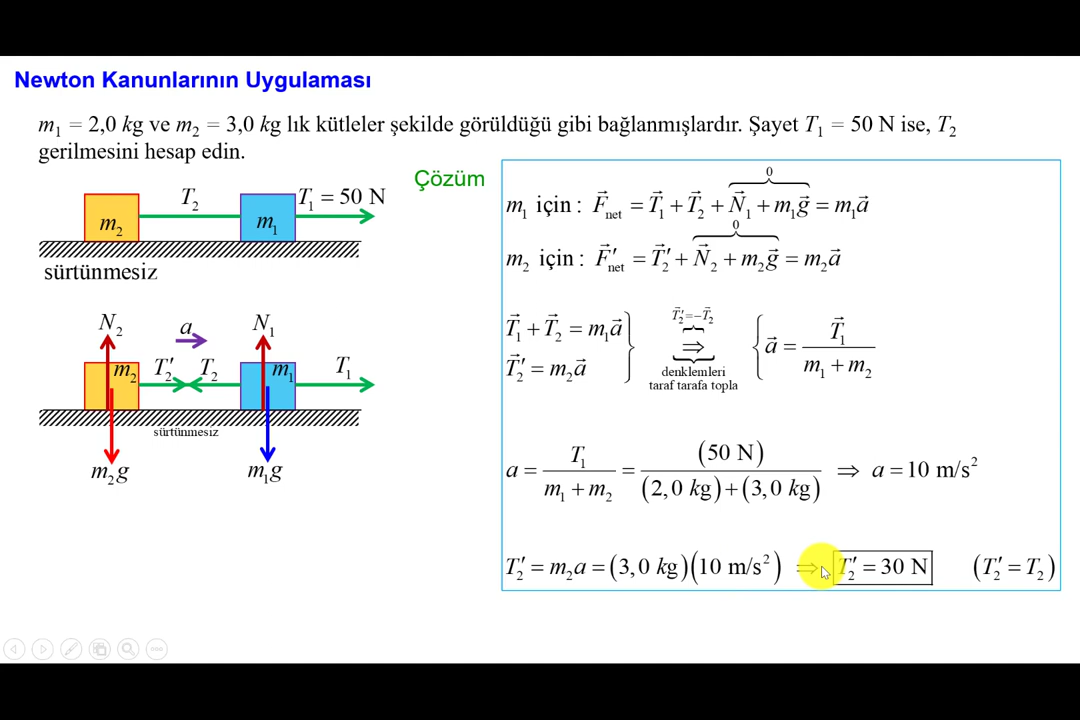 Newton Kanunlarının Uygulaması
m₁ = 2,0 kg ve m₂ = 3,0 kg lık kütleler şekilde görüldüğü gibi bağlanmışlardır. Şayet T₁ = 50 N ise, T₂
gerilmesini hesap edin.
Çözüm
T₂ T₁ = 50 N
m₂ m₁
sürtünmesiz
N₂ a N₁
m₂ T₂′ T₂ m₁ T₁
sürtünmesiz
m₂g m₁g
0
m₁ için : F⃗net = T⃗₁ + T⃗₂ + N⃗₁ + m₁g⃗ = m₁a⃗
0
m₂ için : F⃗′net = T⃗₂′ + N⃗₂ + m₂g⃗ = m₂a⃗
T⃗₁ + T⃗₂ = m₁a⃗
T⃗₂′ = m₂a⃗
T⃗₂′ = −T⃗₂
⇒
denklemleri
taraf tarafa topla
a⃗ = T⃗₁ / (m₁ + m₂)
a = T₁ / (m₁ + m₂) = (50 N) / ((2,0 kg) + (3,0 kg)) ⇒ a = 10 m/s²
T₂′ = m₂a = (3,0 kg)(10 m/s²) ⇒ T₂′ = 30 N (T₂′ = T₂)